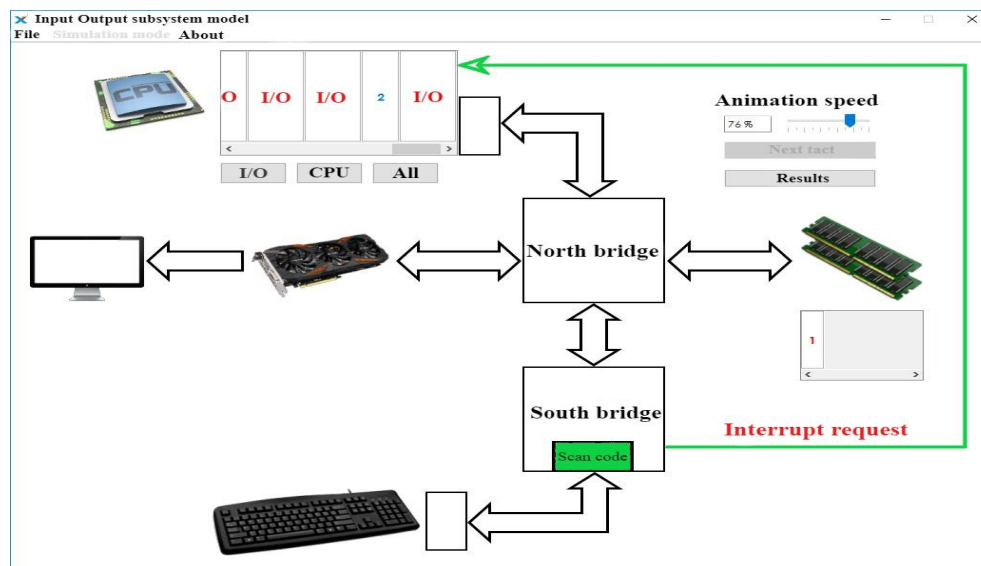 Input Output subsystem model
File Simulation mode About
CPU
O I/O I/O 2 I/O
I/O CPU All
Animation speed
76%
Next tact
Results
North bridge
1
South bridge
Scan code
Interrupt request